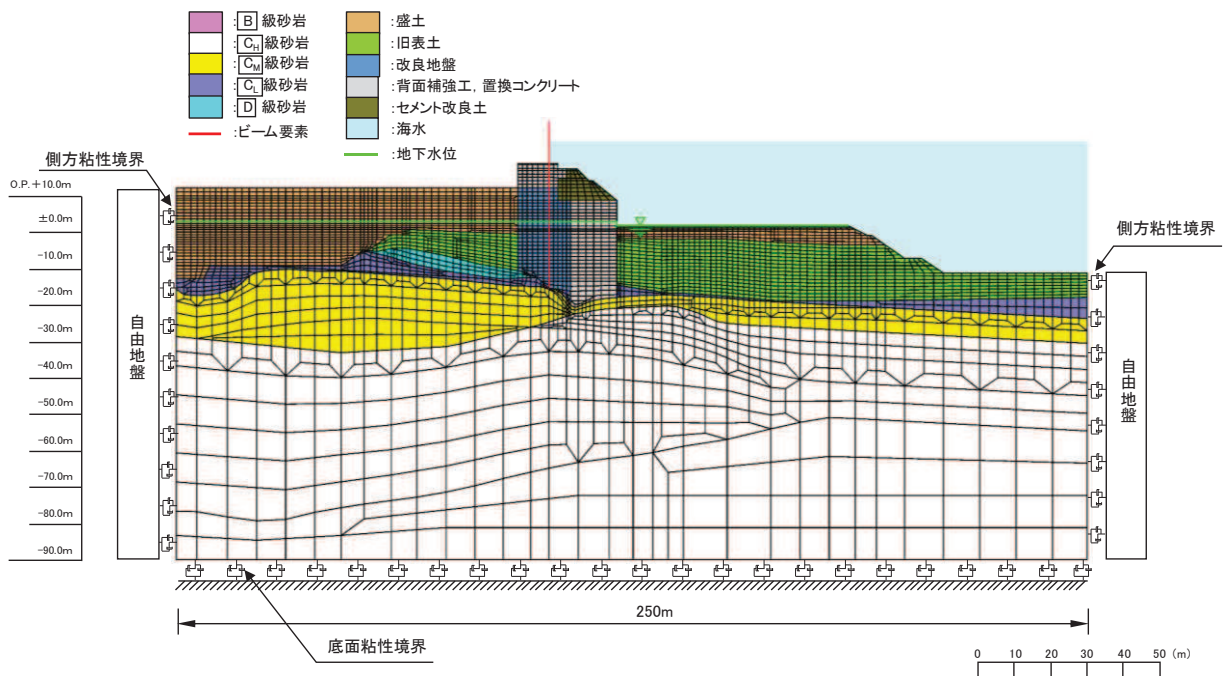 :B 級砂岩
:CH級砂岩
:CM級砂岩
:CL級砂岩
:D 級砂岩
:ビーム要素
:盛土
:旧表土
:改良地盤
:背面補強工, 置換コンクリート
:セメント改良土
:海水
:地下水位
側方粘性境界
O.P.+10.0m
±0.0m
-10.0m
-20.0m
-30.0m
-40.0m
-50.0m
-60.0m
-70.0m
-80.0m
-90.0m
自由地盤
側方粘性境界
自由地盤
250m
底面粘性境界
0 10 20 30 40 50 (m)